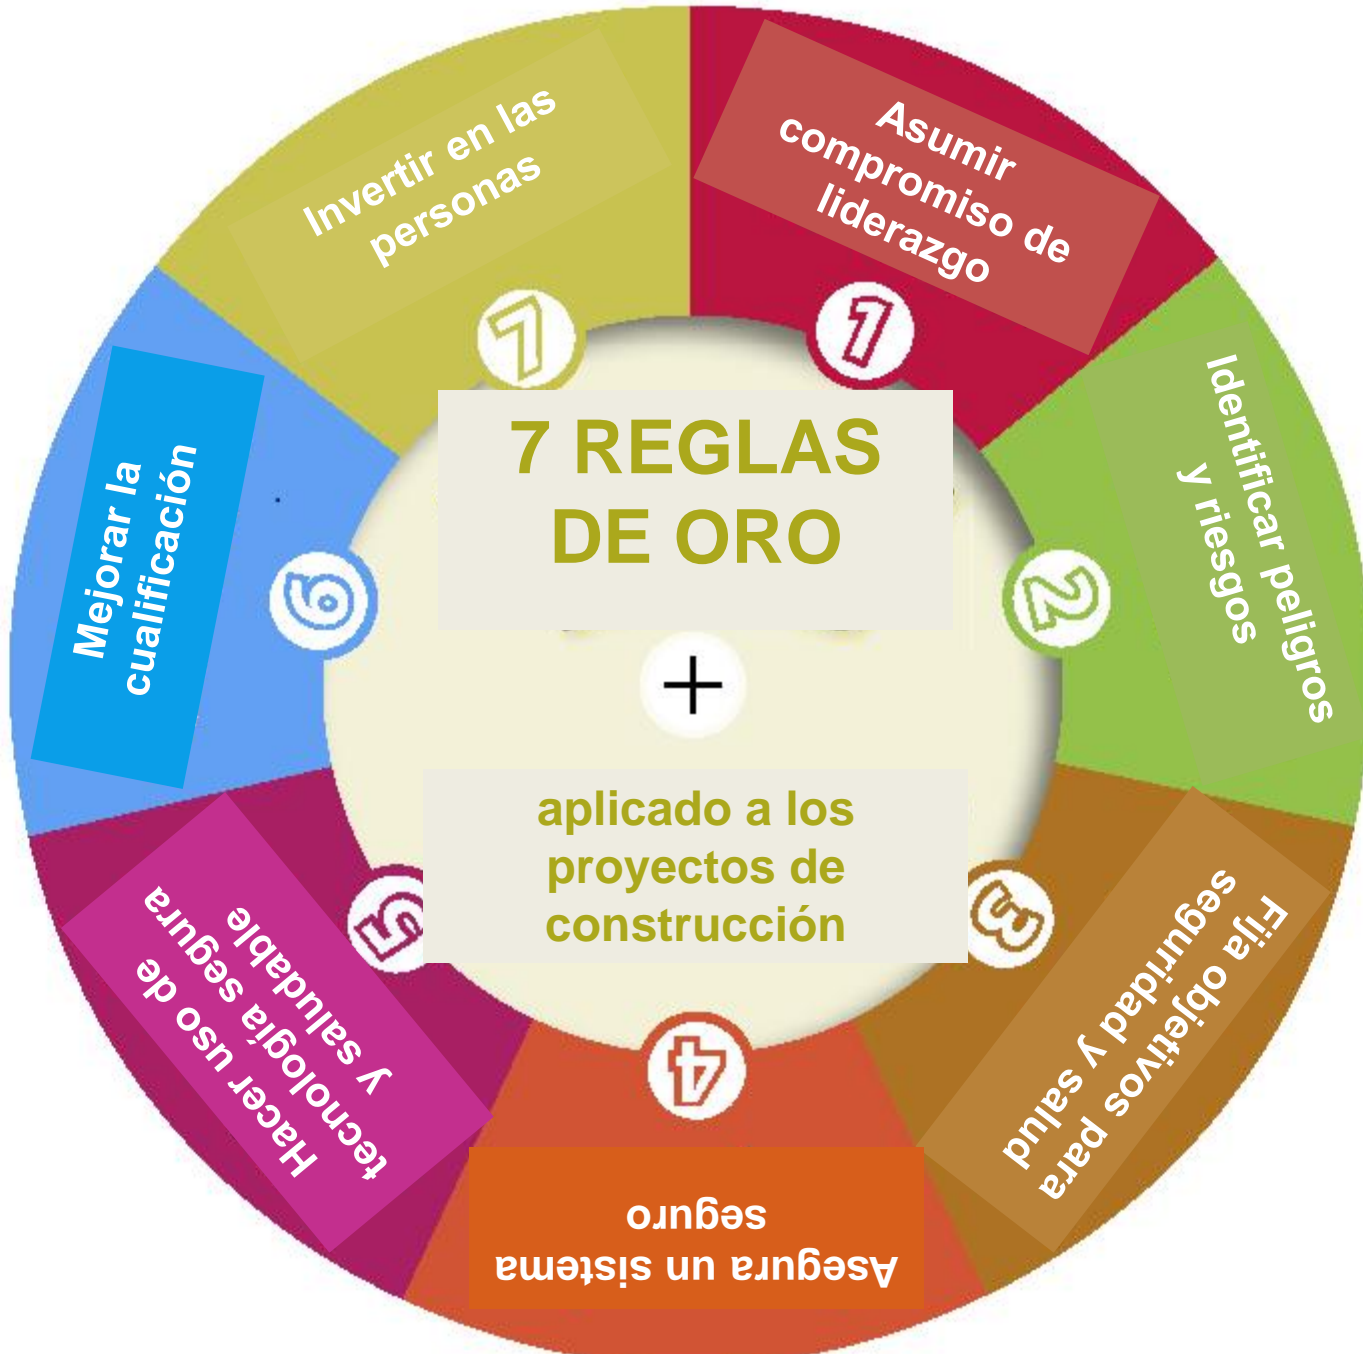 7 REGLAS
DE ORO
+
aplicado a los
proyectos de
construcción
1
Asumir
compromiso de
liderazgo
2
Identificar peligros
y riesgos
3
Fija objetivos para
seguridad y salud
4
Asegura un sistema
seguro
5
Hacer uso de
tecnología segura
y saludable
6
Mejorar la
cualificación
7
Invertir en las
personas